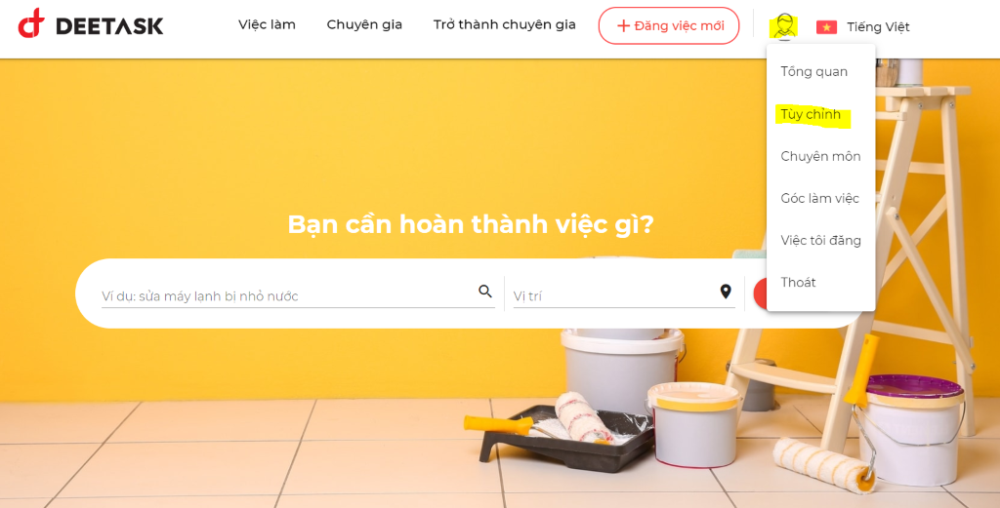 DEETASK
Việc làm
Chuyên gia
Trở thành chuyên gia
+ Đăng việc mới
Tiếng Việt
Tổng quan
Tùy chỉnh
Chuyên môn
Góc làm việc
Việc tôi đăng
Thoát
Bạn cần hoàn thành việc gì?
Ví dụ: sửa máy lạnh bị nhỏ nước
Vị trí